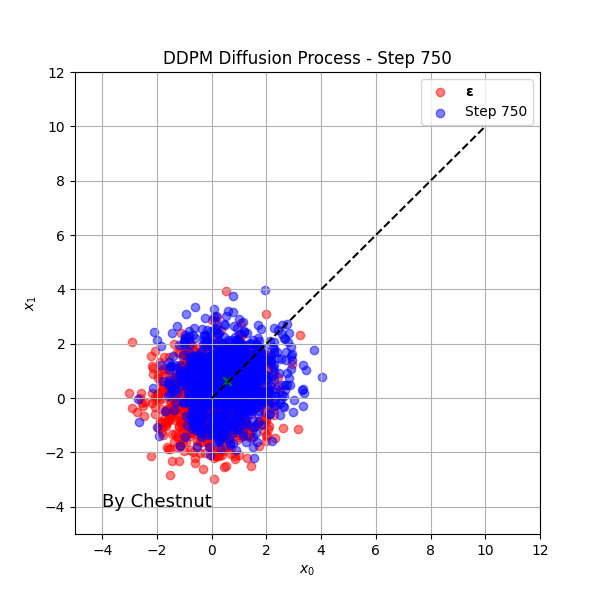 DDPM Diffusion Process - Step 750
ε
Step 750
12
10
8
6
4
2
0
−2
−4
x₁
By Chestnut
−4 −2 0 2 4 6 8 10 12
x₀